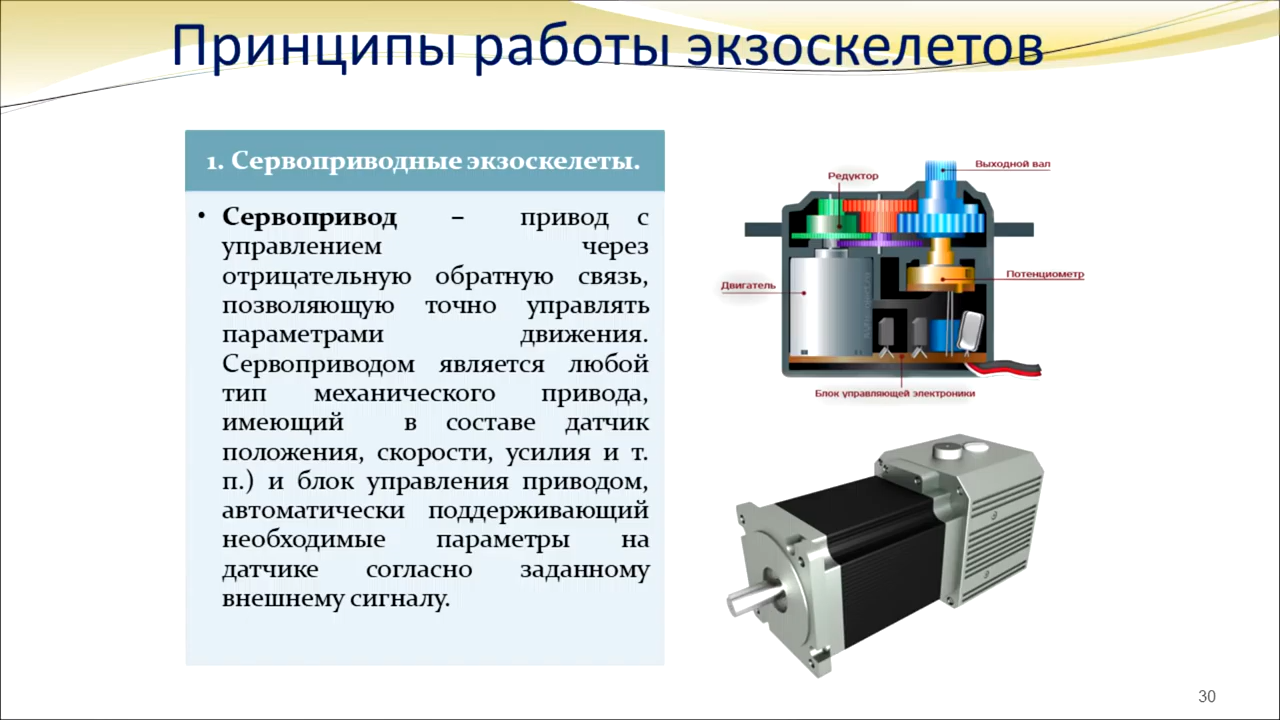 Принципы работы экзоскелетов
1. Сервоприводные экзоскелеты.
• Сервопривод – привод с
управлением через
отрицательную обратную связь,
позволяющую точно управлять
параметрами движения.
Сервоприводом является любой
тип механического привода,
имеющий в составе датчик
положения, скорости, усилия и т.
п.) и блок управления приводом,
автоматически поддерживающий
необходимые параметры на
датчике согласно заданному
внешнему сигналу.
Выходной вал
Редуктор
Потенциометр
Двигатель
Блок управляющей электроники
30